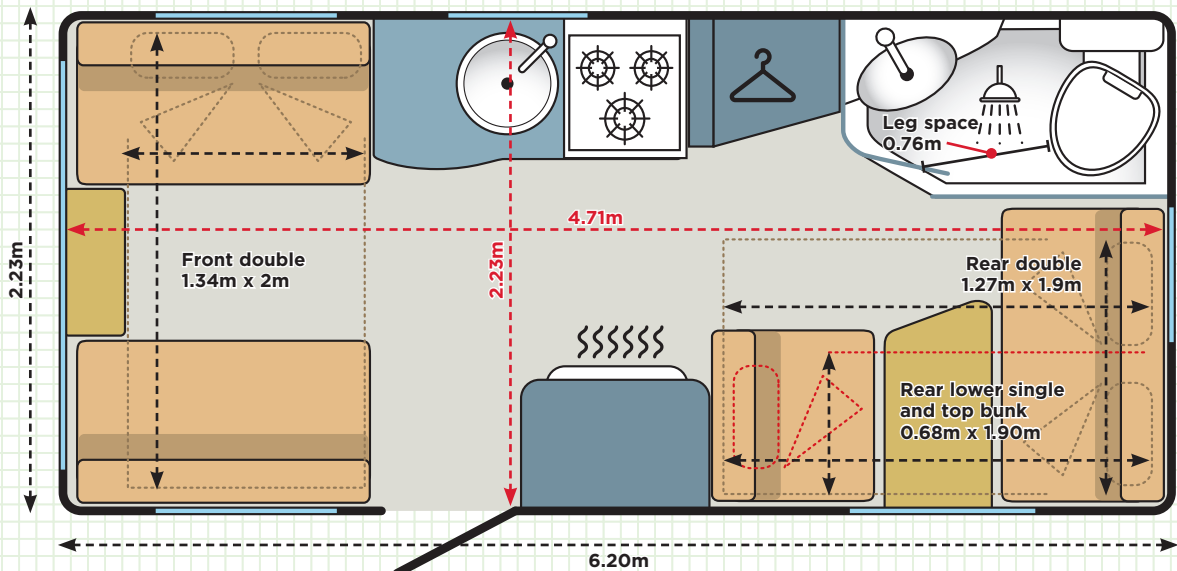 Leg space
0.76m
4.71m
2.23m
2.23m
Front double
1.34m x 2m
Rear double
1.27m x 1.9m
Rear lower single
and top bunk
0.68m x 1.90m
6.20m